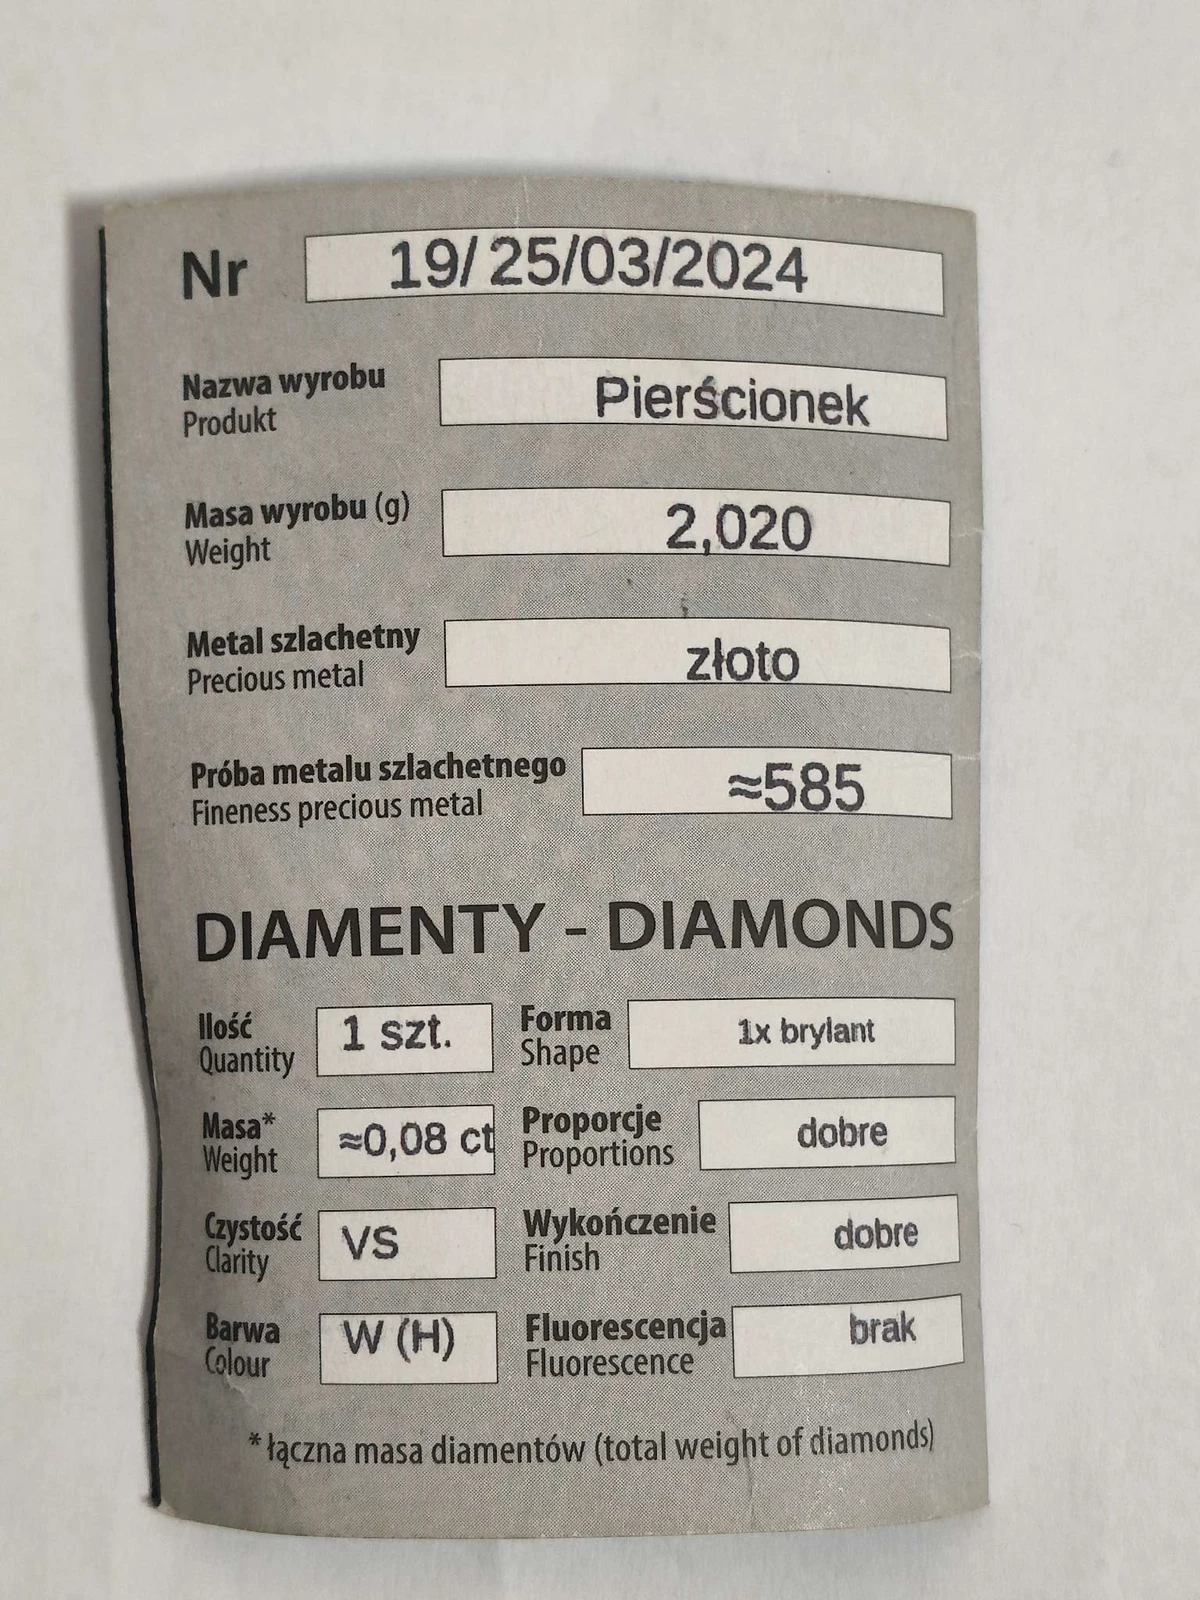 Nr 19/ 25/03/2024
Nazwa wyrobu Pierścionek
Produkt
Masa wyrobu (g) 2,020
Weight
Metal szlachetny złoto
Precious metal
Próba metalu szlachetnego ≈585
Fineness precious metal
DIAMENTY - DIAMONDS
Ilość 1 szt. Forma 1x brylant
Quantity Shape
Masa* ≈0,08 ct Proporcje dobre
Weight Proportions
Czystość VS Wykończenie dobre
Clarity Finish
Barwa W (H) Fluorescencja brak
Colour Fluorescence
* łączna masa diamentów (total weight of diamonds)